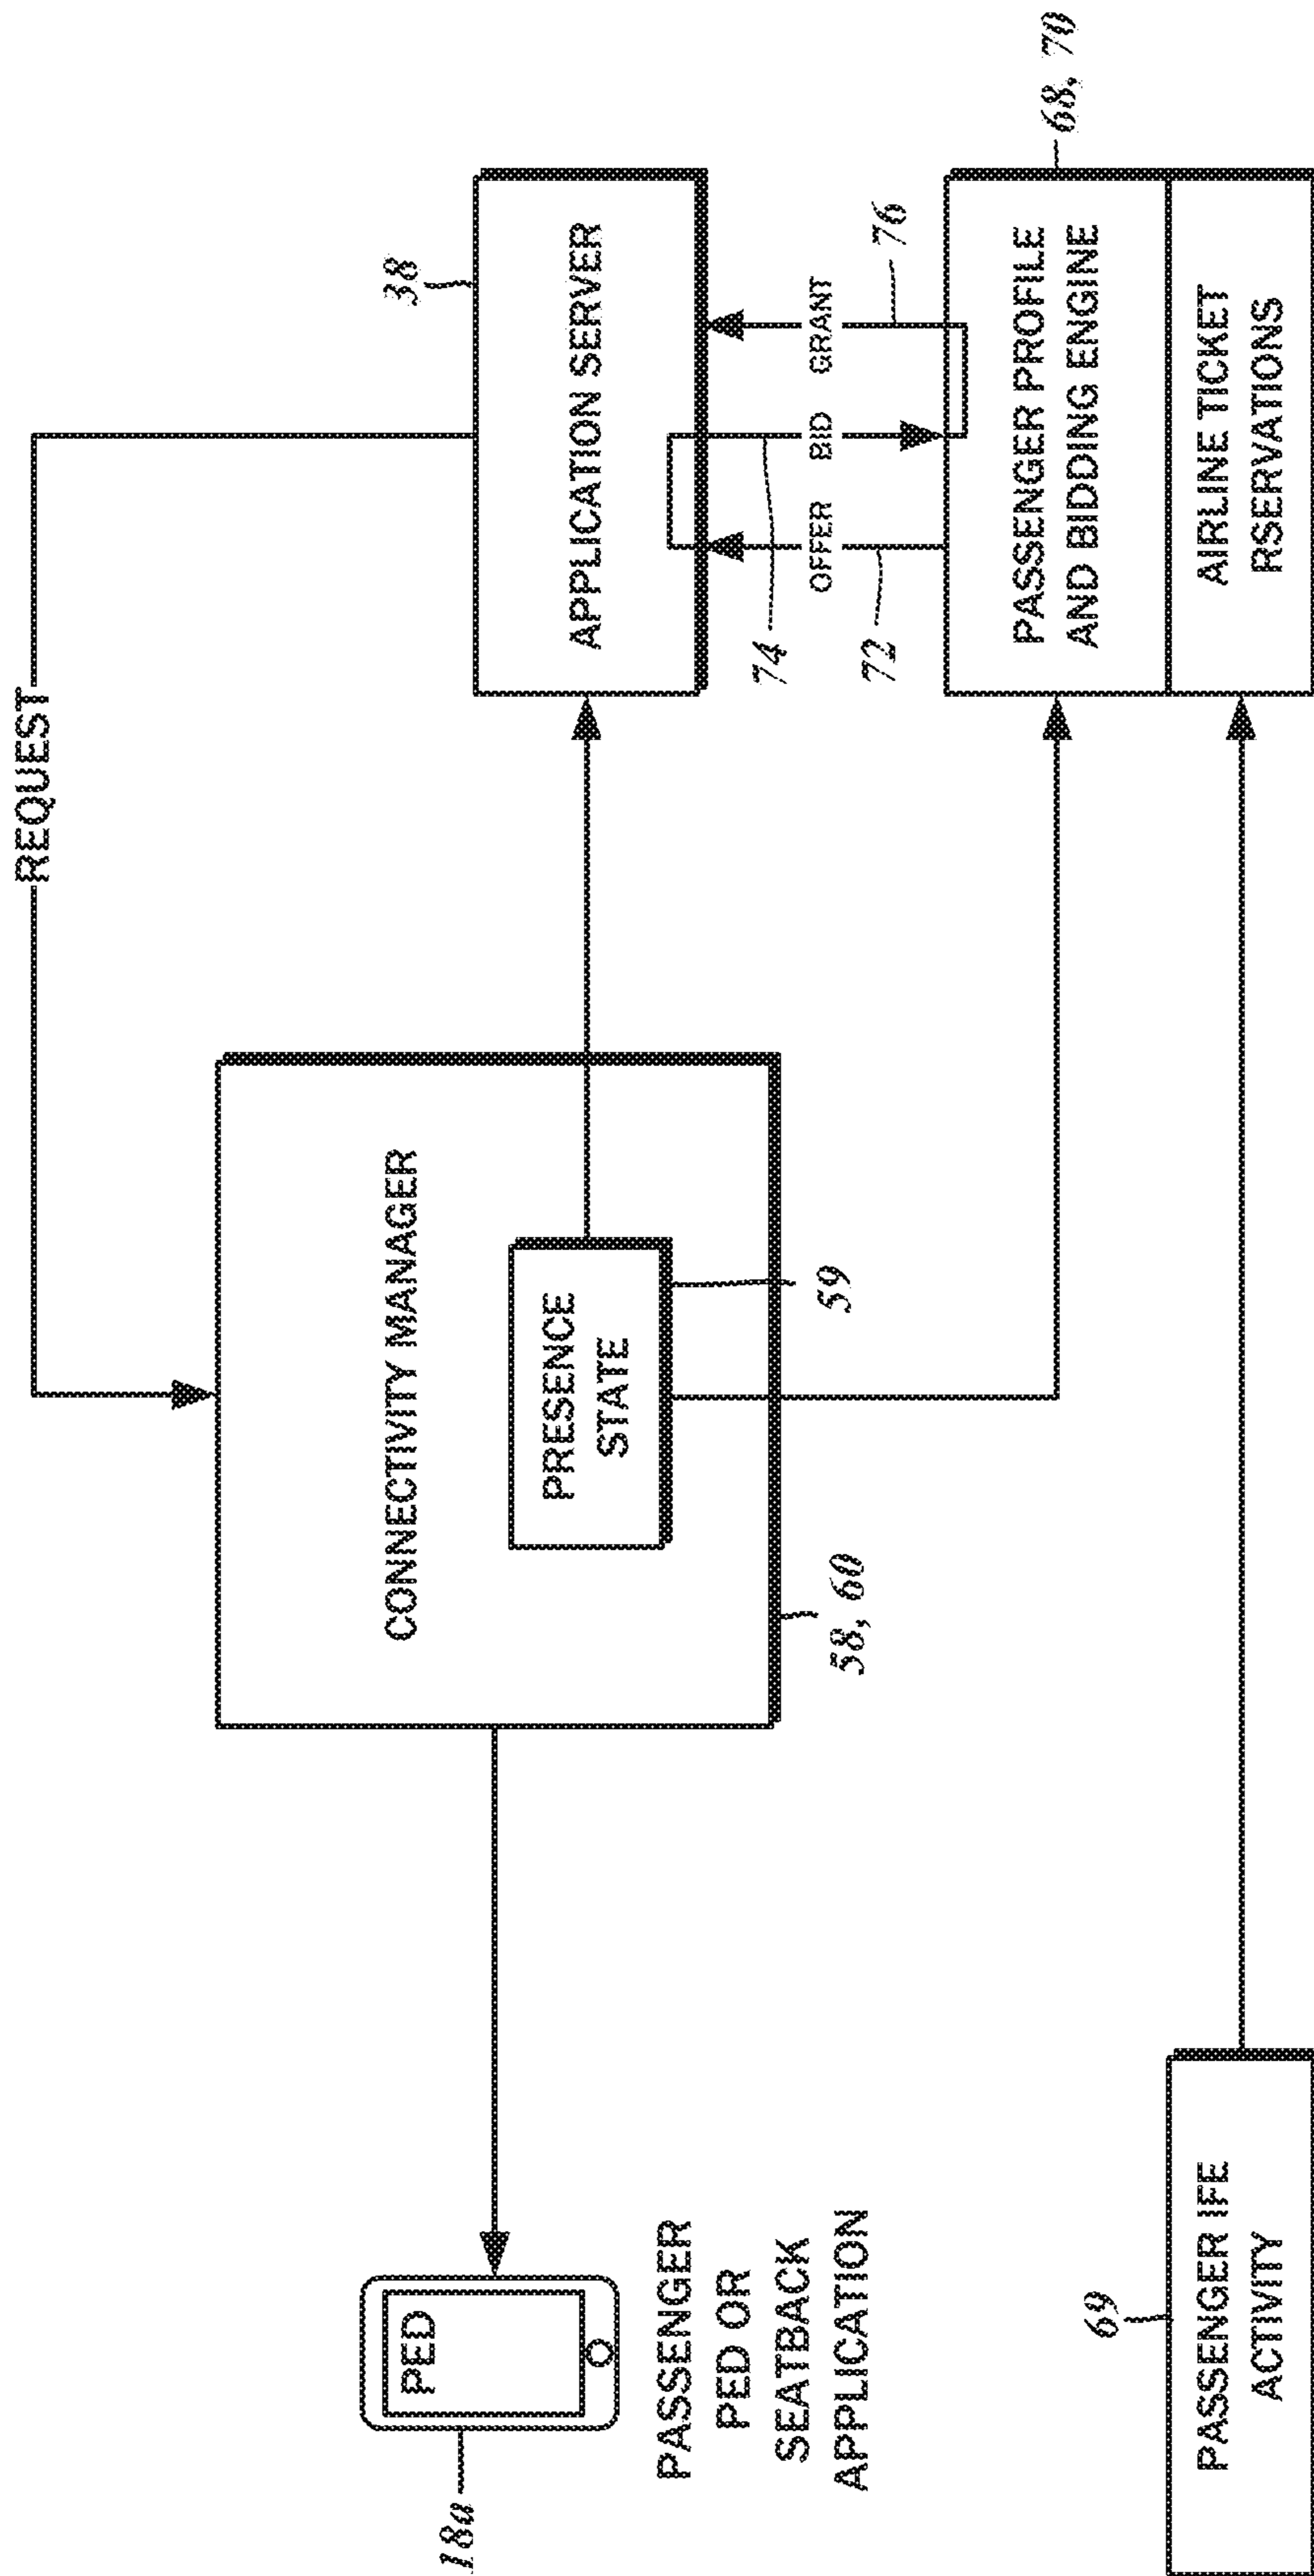 REQUEST
38
APPLICATION SERVER
CONNECTIVITY MANAGER
PRESENCE
STATE
59
58, 60
18a
PED
PASSENGER
PED OR
SEATBACK
APPLICATION
OFFER
BID
GRANT
74
72
76
PASSENGER PROFILE
AND BIDDING ENGINE
68, 70
AIRLINE TICKET
RSERVATIONS
69
PASSENGER IFE
ACTIVITY